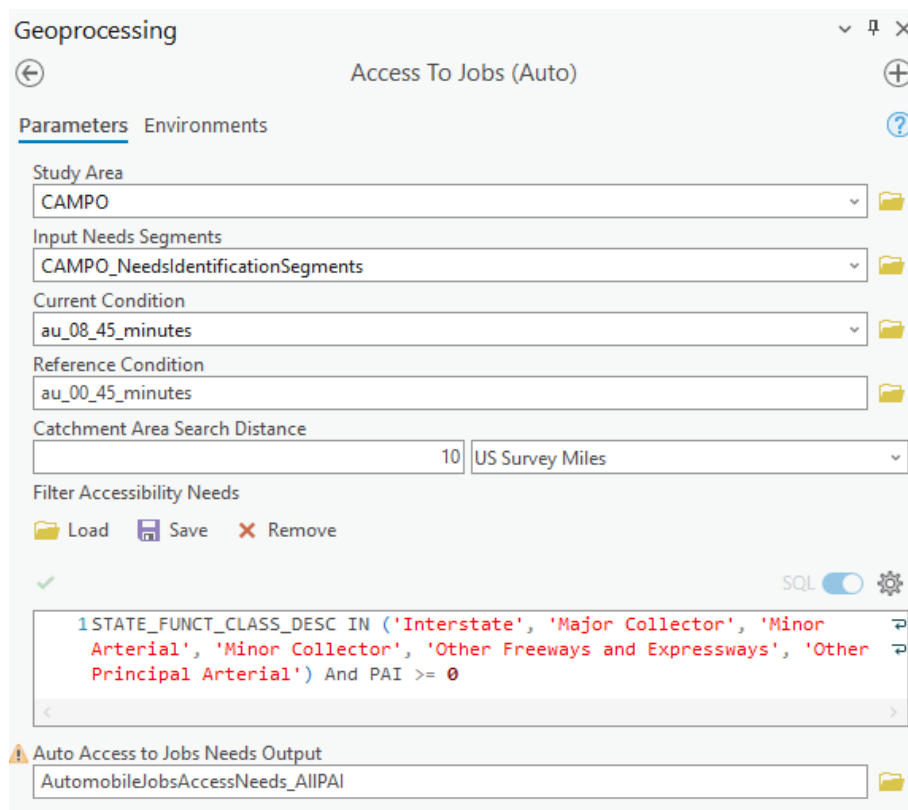 Geoprocessing
Access To Jobs (Auto)
Parameters Environments
Study Area
CAMPO
Input Needs Segments
CAMPO_NeedsIdentificationSegments
Current Condition
au_08_45_minutes
Reference Condition
au_00_45_minutes
Catchment Area Search Distance
10 US Survey Miles
Filter Accessibility Needs
Load Save Remove
SQL
1 STATE_FUNCT_CLASS_DESC IN ('Interstate', 'Major Collector', 'Minor
Arterial', 'Minor Collector', 'Other Freeways and Expressways', 'Other
Principal Arterial') And PAI >= 0
Auto Access to Jobs Needs Output
AutomobileJobsAccessNeeds_AllPAI